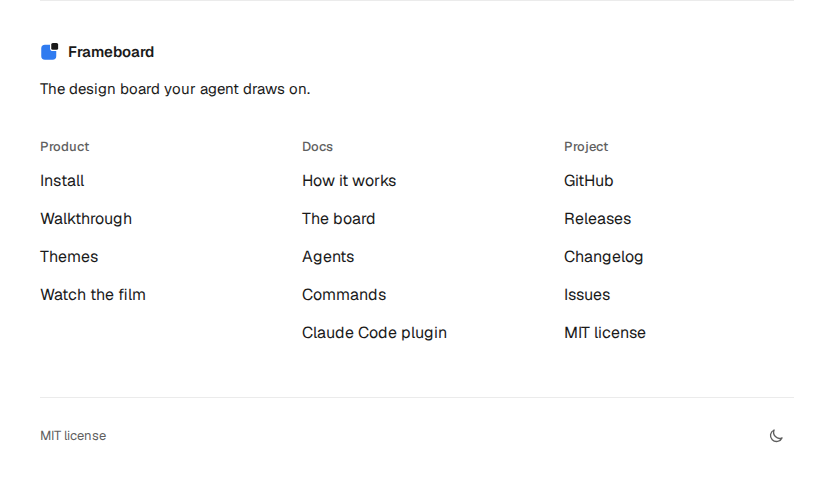 Frameboard
The design board your agent draws on.
Product
Install
Walkthrough
Themes
Watch the film
Docs
How it works
The board
Agents
Commands
Claude Code plugin
Project
GitHub
Releases
Changelog
Issues
MIT license
MIT license